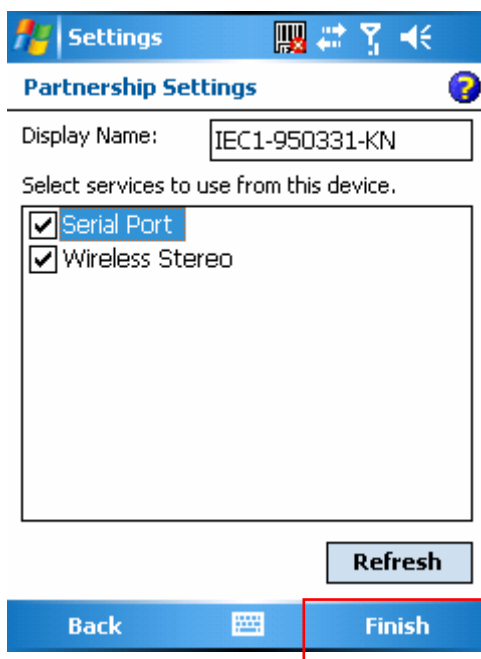 Settings
Partnership Settings
Display Name: IEC1-950331-KN
Select services to use from this device.
Serial Port
Wireless Stereo
Refresh
Back Finish